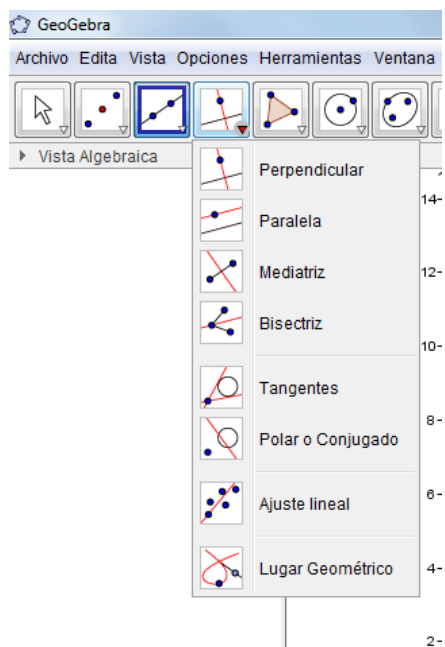 GeoGebra
Archivo Edita Vista Opciones Herramientas Ventana
Vista Algebraica
Perpendicular
Paralela
Mediatriz
Bisectriz
Tangentes
Polar o Conjugado
Ajuste lineal
Lugar Geométrico
14
12
10
8
6
4
2